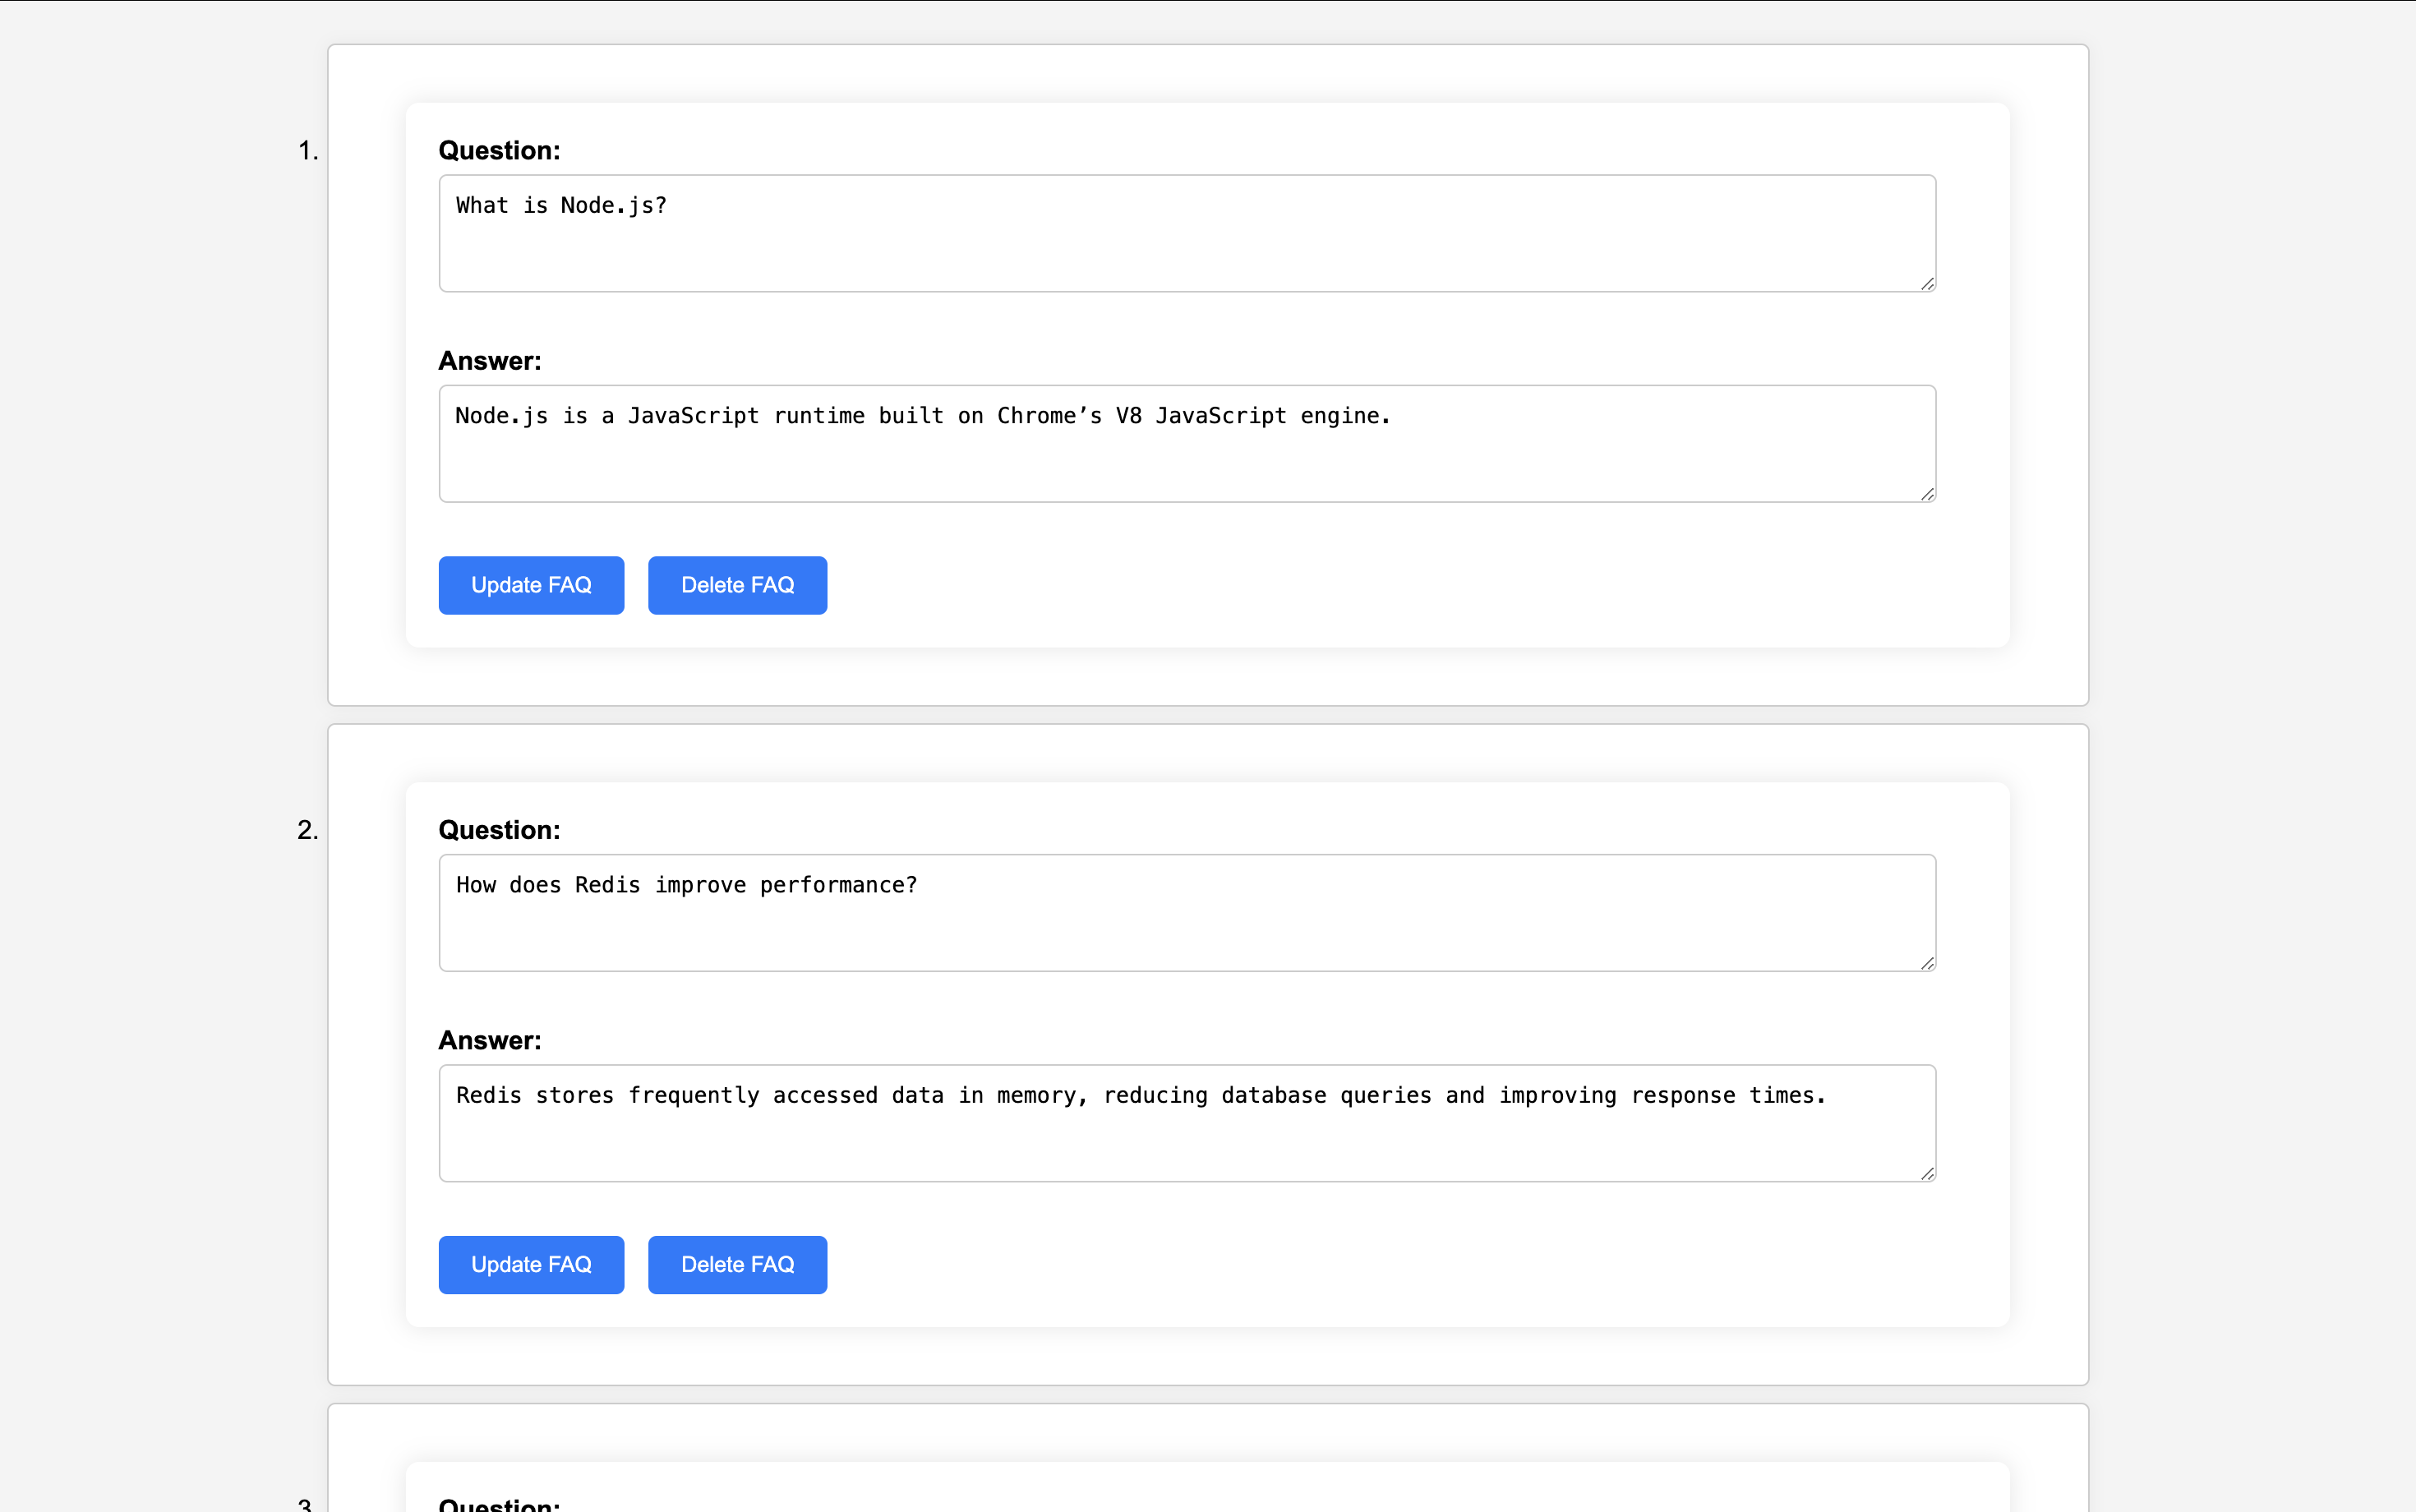 1.
Question:
What is Node.js?
Answer:
Node.js is a JavaScript runtime built on Chrome’s V8 JavaScript engine.
Update FAQ Delete FAQ
2.
Question:
How does Redis improve performance?
Answer:
Redis stores frequently accessed data in memory, reducing database queries and improving response times.
Update FAQ Delete FAQ
3.
Question: